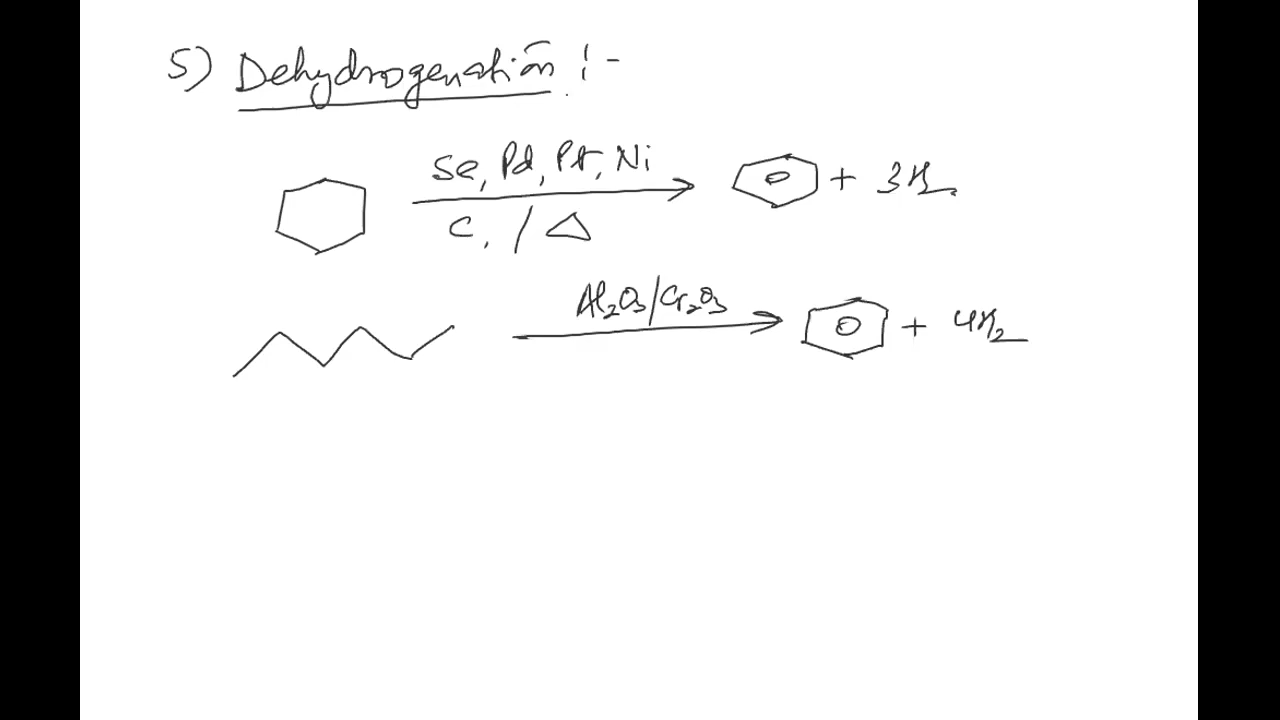 5) Dehydrogenation :-
Se, Pd, Pt, Ni
C, / △
+ 3H₂
Al₂O₃/Cr₂O₃
+ 4H₂